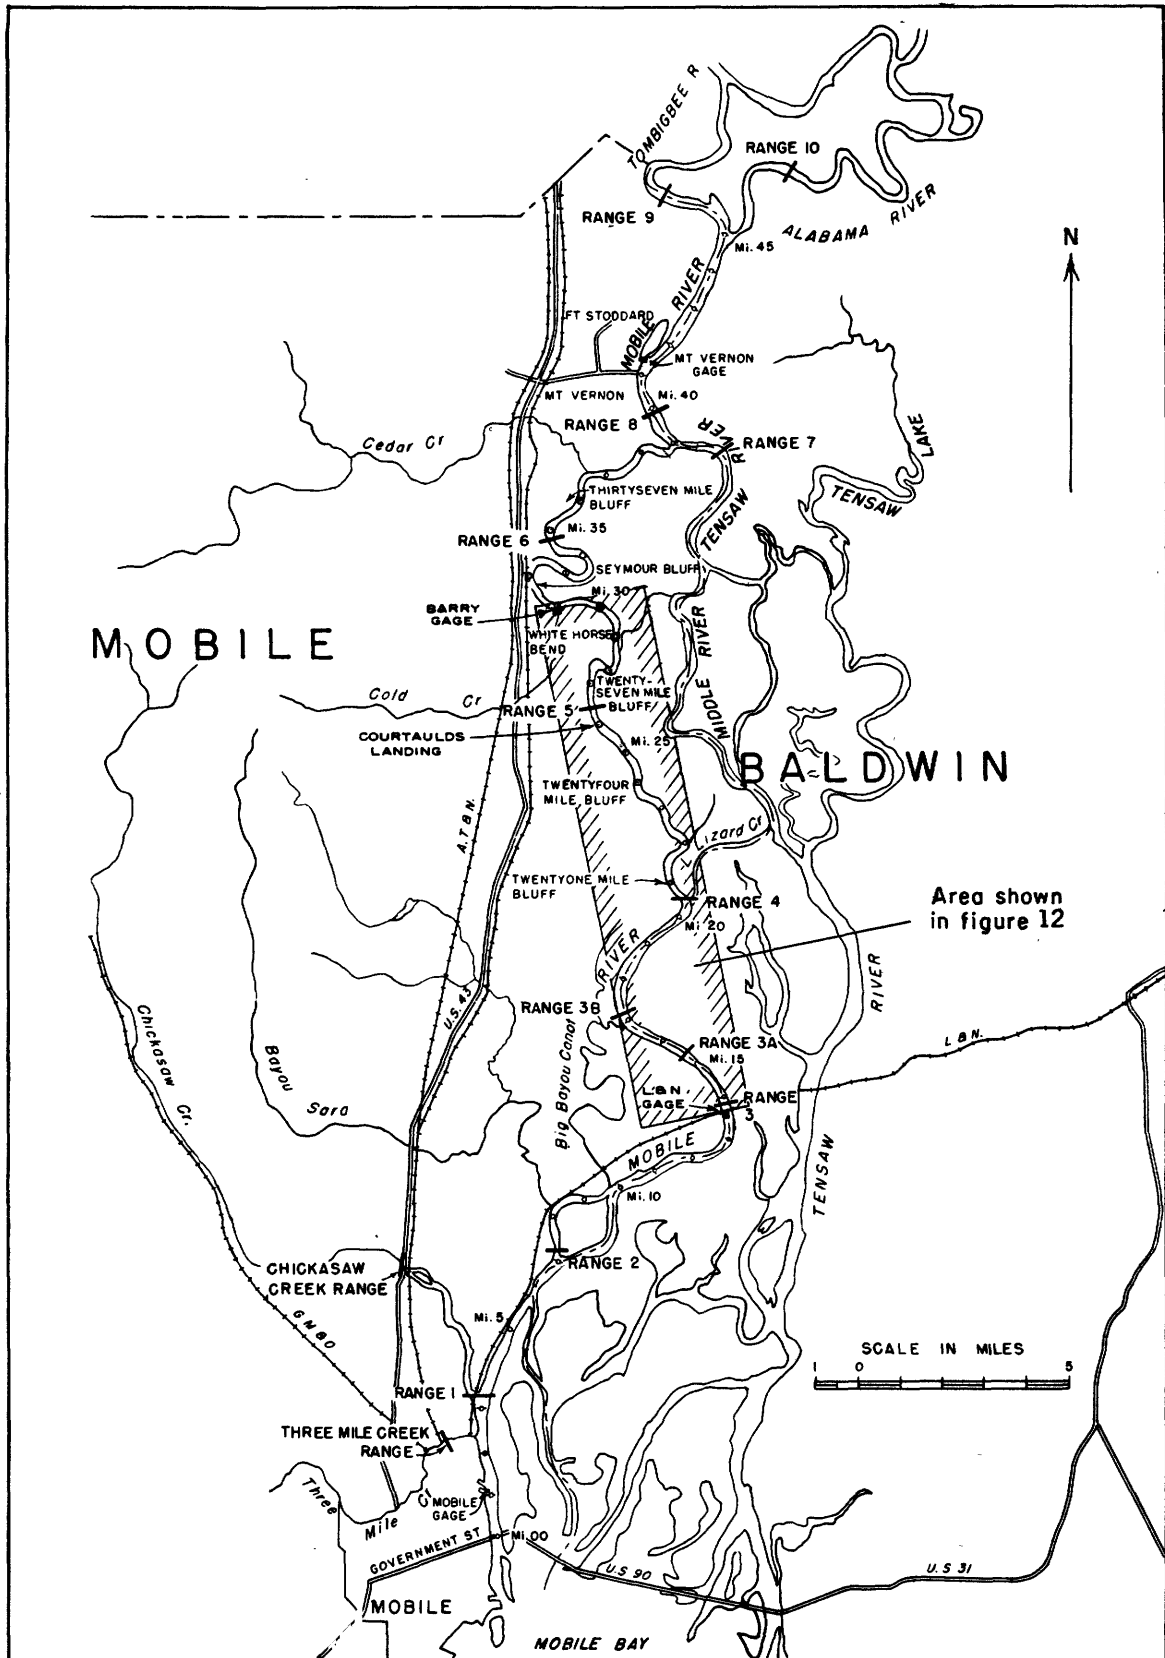 TOMBIGBEE R
RANGE 10
RANGE 9
ALABAMA RIVER
Mi. 45
N
MOBILE RIVER
FT STODDARD
MT VERNON
GAGE
MT VERNON
Mi. 40
RANGE 8
RANGE 7
Cedar Cr
TENSAW RIVER
TENSAW LAKE
THIRTYSEVEN MILE
BLUFF
Mi. 35
RANGE 6
SEYMOUR BLUFF
Mi. 30
BARRY
GAGE
MOBILE
WHITE HORSE
BEND
MIDDLE RIVER
Cold Cr
TWENTY-
SEVEN MILE
BLUFF
RANGE 5
COURTAULDS
LANDING
Mi. 25
BALDWIN
TWENTYFOUR
MILE BLUFF
A.T & N.
Lizard Cr
TWENTYONE MILE
BLUFF
RANGE 4
Mi 20
Area shown
in figure 12
RIVER
RIVER
U.S. 43
RANGE 3B
Chickasaw Cr.
Bayou Sara
Big Bayou Canot
RANGE 3A
Mi. 15
L & N.
L & N
GAGE
RANGE
3
MOBILE
TENSAW
Mi. 10
RANGE 2
CHICKASAW
CREEK RANGE
G M & O
Mi. 5
SCALE IN MILES
1 0 5
RANGE 1
THREE MILE CREEK
RANGE
Three Mile Cr
MOBILE
GAGE
Mi. 00
GOVERNMENT ST
U.S 90
U.S 31
MOBILE
MOBILE BAY